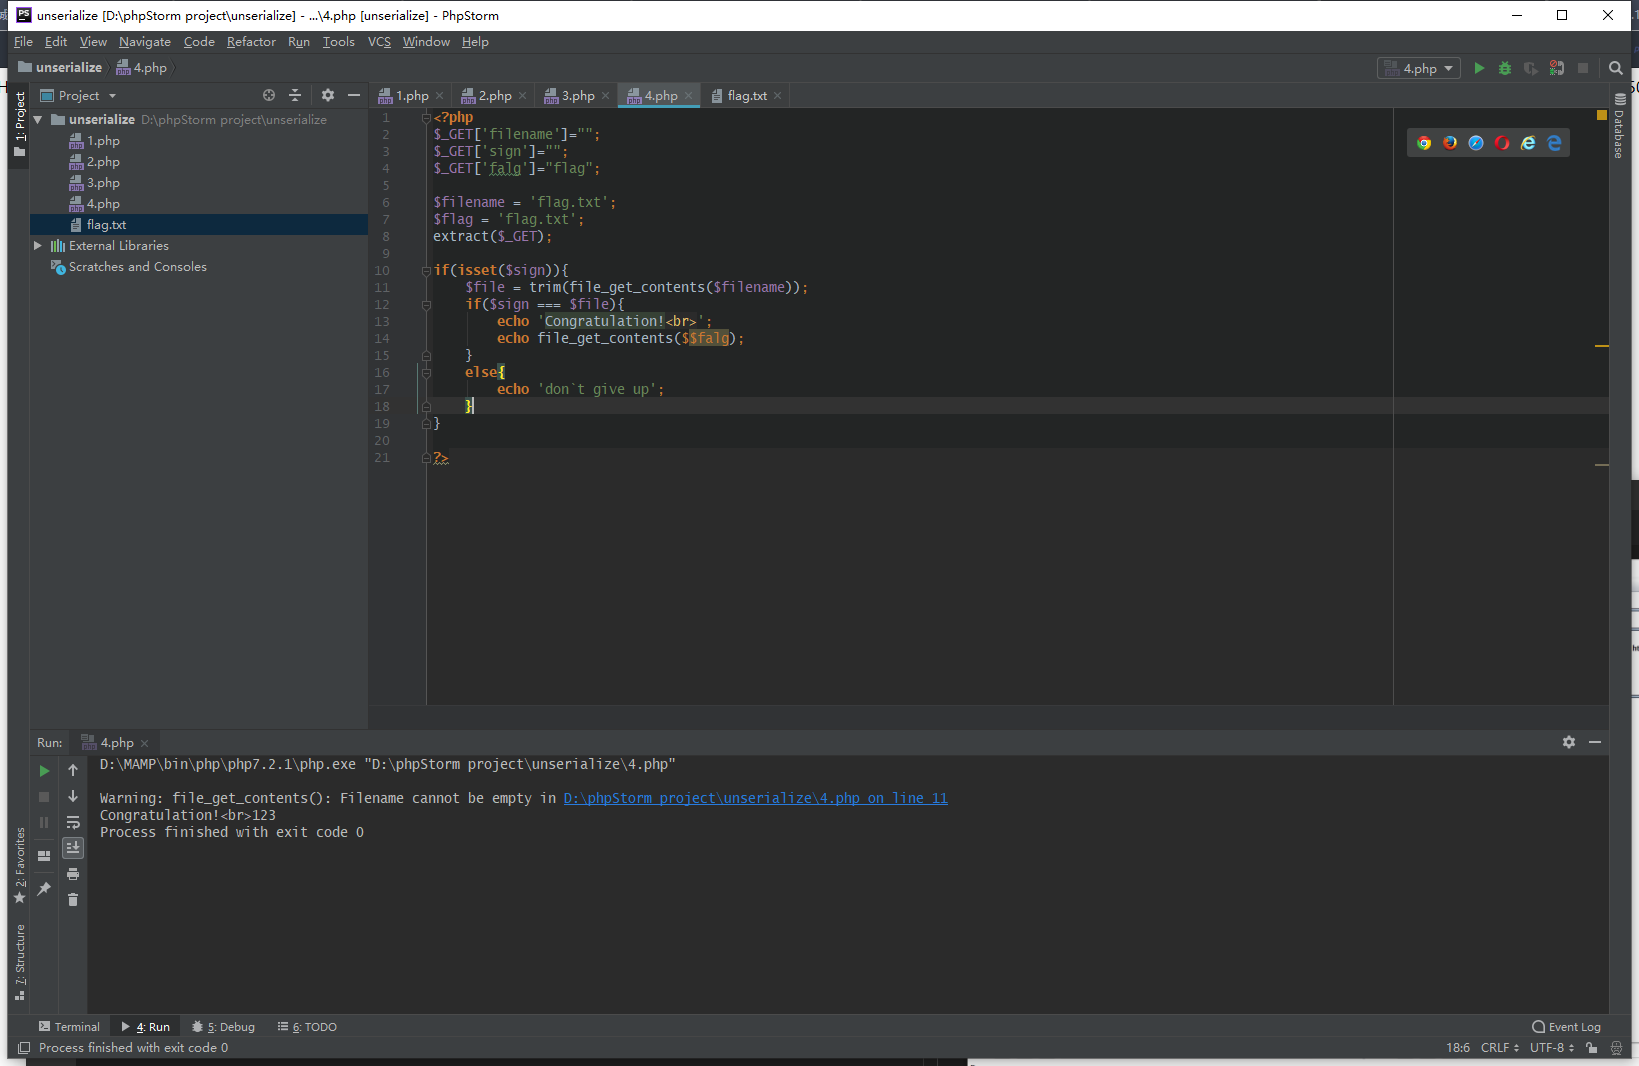 unserialize [D:\phpStorm project\unserialize] - ...\4.php [unserialize] - PhpStorm
File Edit View Navigate Code Refactor Run Tools VCS Window Help
unserialize 4.php
4.php
1: Project
Project
unserialize D:\phpStorm project\unserialize
1.php
2.php
3.php
4.php
flag.txt
External Libraries
Scratches and Consoles
1.php 2.php 3.php 4.php flag.txt
1 <?php
2 $_GET['filename']="";
3 $_GET['sign']="";
4 $_GET['falg']="flag";
5
6 $filename = 'flag.txt';
7 $flag = 'flag.txt';
8 extract($_GET);
9
10 if(isset($sign)){
11 $file = trim(file_get_contents($filename));
12 if($sign === $file){
13 echo 'Congratulation!<br>';
14 echo file_get_contents($$falg);
15 }
16 else{
17 echo 'don`t give up';
18 }
19 }
20
21 ?>
Database
Run: 4.php
D:\MAMP\bin\php\php7.2.1\php.exe "D:\phpStorm project\unserialize\4.php"
Warning: file_get_contents(): Filename cannot be empty in D:\phpStorm project\unserialize\4.php on line 11
Congratulation!<br>123
Process finished with exit code 0
2: Favorites
7: Structure
Terminal 4: Run 5: Debug 6: TODO Event Log
Process finished with exit code 0 18:6 CRLF UTF-8